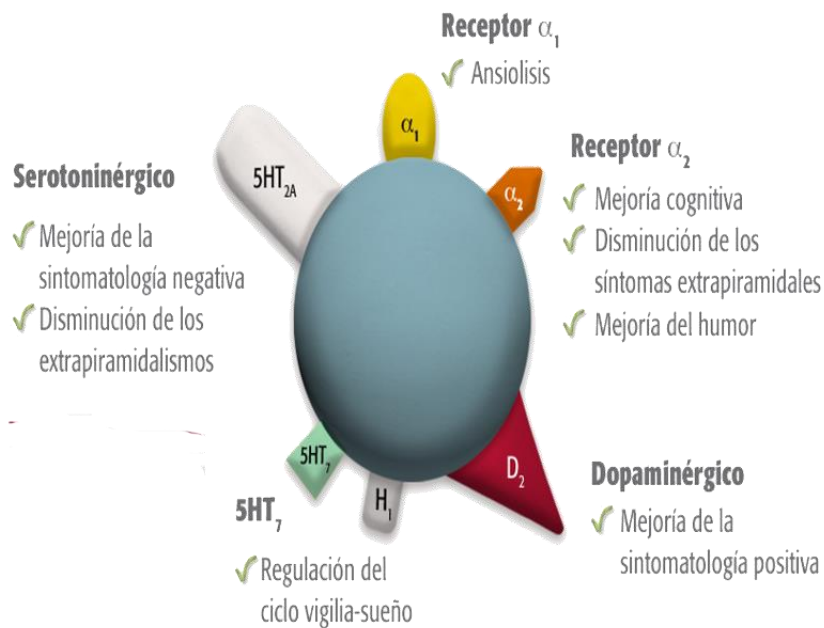 Receptor α₁
✓ Ansiolisis
α₁
Receptor α₂
✓ Mejoría cognitiva
✓ Disminución de los
síntomas extrapiramidales
✓ Mejoría del humor
α₂
5HT₂A
Serotoninérgico
✓ Mejoría de la
sintomatología negativa
✓ Disminución de los
extrapiramidalismos
5HT₇
H₁
D₂
5HT₇
✓ Regulación del
ciclo vigilia-sueño
Dopaminérgico
✓ Mejoría de la
sintomatología positiva